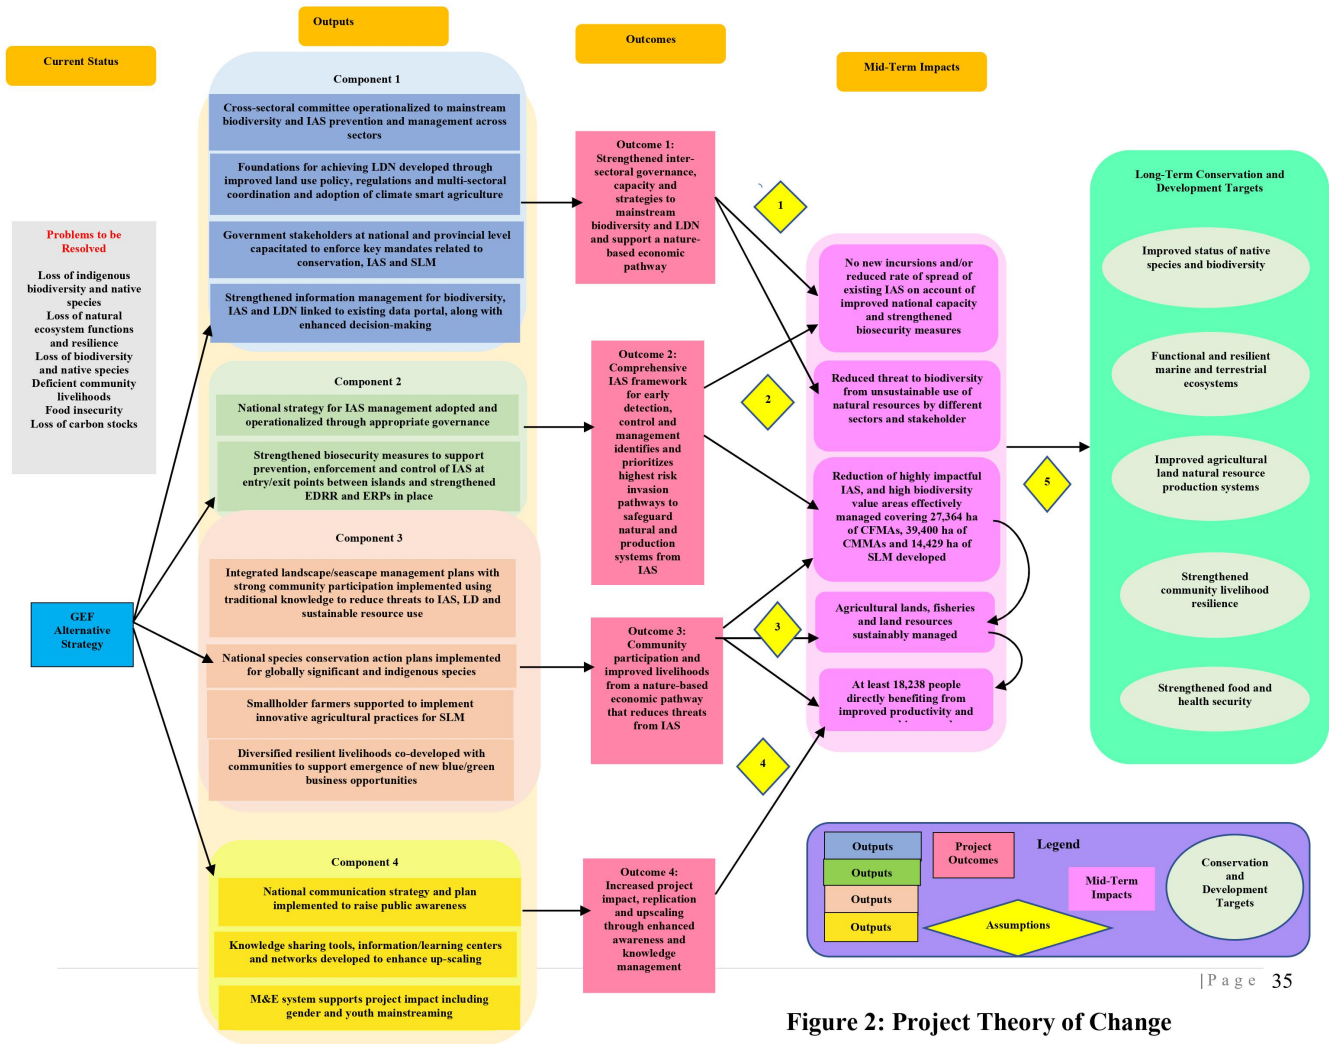 Current Status
Problems to be
Resolved
Loss of indigenous
biodiversity and native
species
Loss of natural
ecosystem functions
and resilience
Loss of biodiversity
and native species
Deficient community
livelihoods
Food insecurity
Loss of carbon stocks
GEF
Alternative
Strategy
Outputs
Component 1
Cross-sectoral committee operationalized to mainstream
biodiversity and IAS prevention and management across
sectors
Foundations for achieving LDN developed through
improved land use policy, regulations and multi-sectoral
coordination and adoption of climate smart agriculture
Government stakeholders at national and provincial level
capacitated to enforce key mandates related to
conservation, IAS and SLM
Strengthened information management for biodiversity,
IAS and LDN linked to existing data portal, along with
enhanced decision-making
Component 2
National strategy for IAS management adopted and
operationalized through appropriate governance
Strengthened biosecurity measures to support
prevention, enforcement and control of IAS at
entry/exit points between islands and strengthened
EDRR and ERPs in place
Component 3
Integrated landscape/seascape management plans with
strong community participation implemented using
traditional knowledge to reduce threats to IAS, LD and
sustainable resource use
National species conservation action plans implemented
for globally significant and indigenous species
Smallholder farmers supported to implement
innovative agricultural practices for SLM
Diversified resilient livelihoods co-developed with
communities to support emergence of new blue/green
business opportunities
Component 4
National communication strategy and plan
implemented to raise public awareness
Knowledge sharing tools, information/learning centers
and networks developed to enhance up-scaling
M&E system supports project impact including
gender and youth mainstreaming
Outcomes
Outcome 1:
Strengthened inter-
sectoral governance,
capacity and
strategies to
mainstream
biodiversity and LDN
and support a nature-
based economic
pathway
Outcome 2:
Comprehensive
IAS framework
for early
detection,
control and
management
identifies and
prioritizes
highest risk
invasion
pathways to
safeguard
natural and
production
systems from
IAS
Outcome 3:
Community
participation and
improved livelihoods
from a nature-based
economic pathway
that reduces threats
from IAS
Outcome 4:
Increased project
impact, replication
and upscaling
through enhanced
awareness and
knowledge
management
1
2
3
4
Mid-Term Impacts
No new incursions and/or
reduced rate of spread of
existing IAS on account of
improved national capacity
and strengthened
biosecurity measures
Reduced threat to biodiversity
from unsustainable use of
natural resources by different
sectors and stakeholder
Reduction of highly impactful
IAS, and high biodiversity
value areas effectively
managed covering 27,364 ha
of CFMAs, 39,400 ha of
CMMAs and 14,429 ha of
SLM developed
Agricultural lands, fisheries
and land resources
sustainably managed
At least 18,238 people
directly benefiting from
improved productivity and
5
Long-Term Conservation and
Development Targets
Improved status of native
species and biodiversity
Functional and resilient
marine and terrestrial
ecosystems
Improved agricultural
land natural resource
production systems
Strengthened
community livelihood
resilience
Strengthened food and
health security
Legend
Outputs
Outputs
Outputs
Outputs
Project
Outcomes
Mid-Term
Impacts
Assumptions
Conservation
and
Development
Targets
| P a g e 35
Figure 2: Project Theory of Change